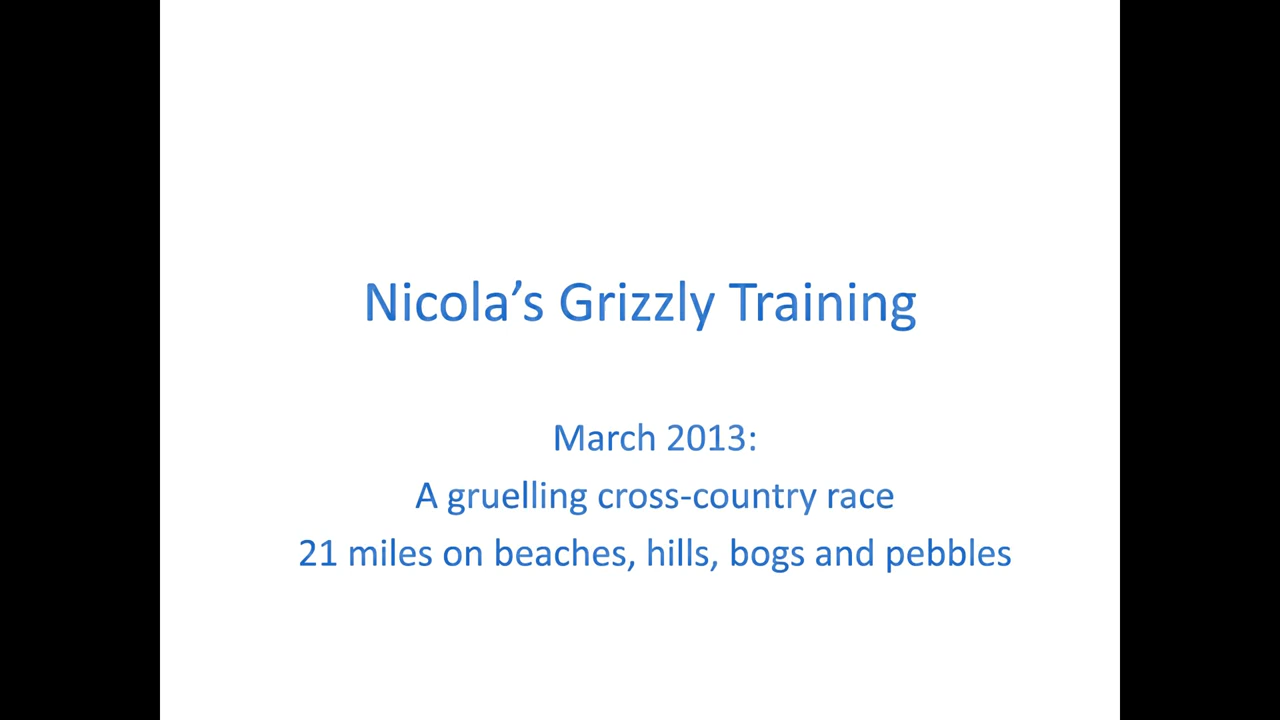 Nicola’s Grizzly Training
March 2013:
A gruelling cross-country race
21 miles on beaches, hills, bogs and pebbles